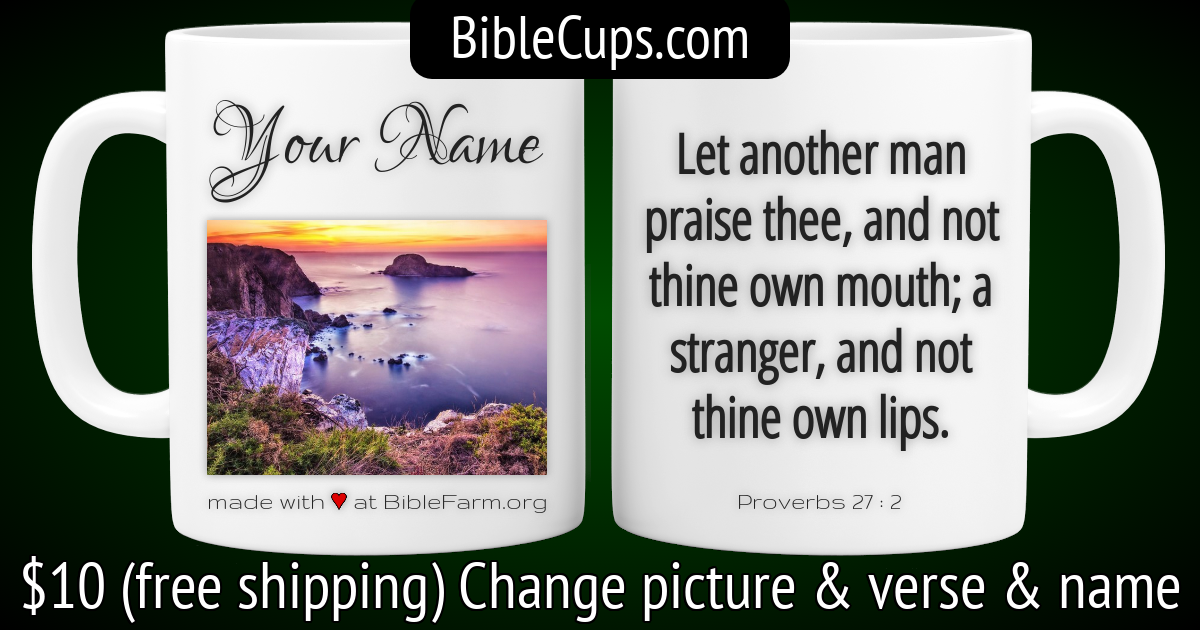 BibleCups.com
Your Name
made with ♥ at BibleFarm.org
Let another man
praise thee, and not
thine own mouth; a
stranger, and not
thine own lips.
Proverbs 27 : 2
$10 (free shipping) Change picture & verse & name